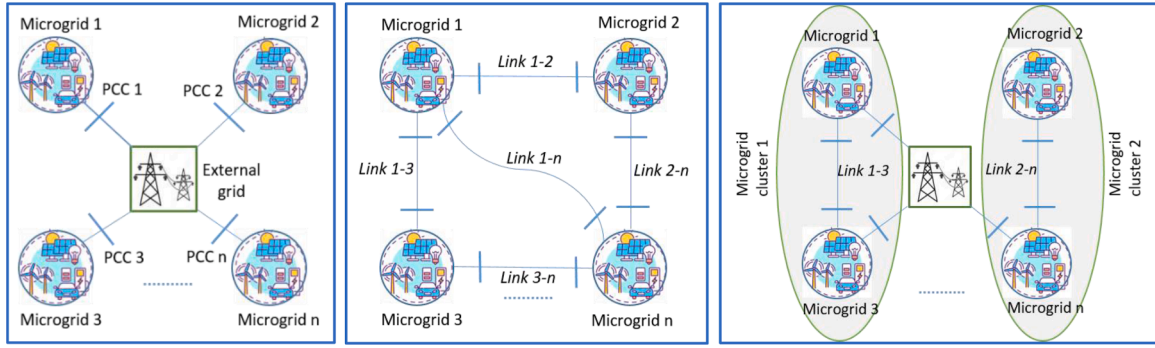 Microgrid 1
Microgrid 2
PCC 1
PCC 2
External
grid
PCC 3
PCC n
............
Microgrid 3
Microgrid n
Microgrid 1
Microgrid 2
Link 1-2
Link 1-3
Link 1-n
Link 2-n
Link 3-n
............
Microgrid 3
Microgrid n
Microgrid 1
Microgrid 2
Microgrid
cluster 1
Link 1-3
Link 2-n
Microgrid
cluster 2
............
Microgrid 3
Microgrid n